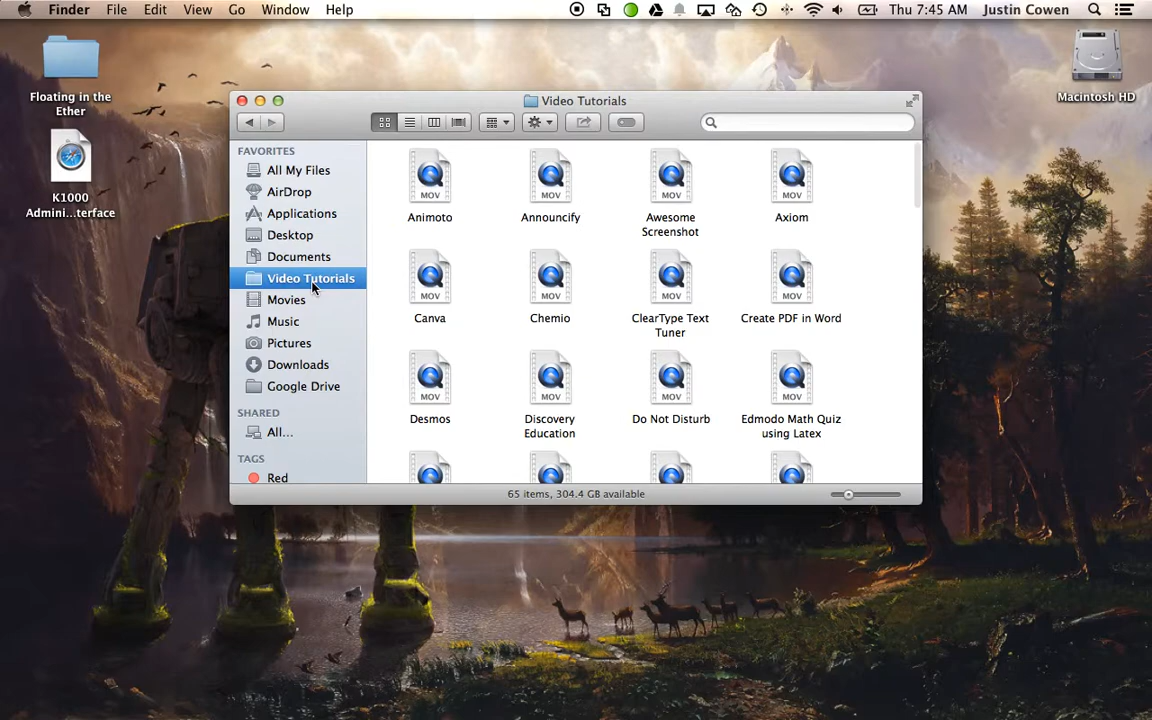 Finder File Edit View Go Window Help Thu 7:45 AM Justin Cowen
Floating in the
Ether
K1000
Admini...terface
Macintosh HD
Video Tutorials
FAVORITES
All My Files
AirDrop
Applications
Desktop
Documents
Video Tutorials
Movies
Music
Pictures
Downloads
Google Drive
SHARED
All...
TAGS
Red
MOV MOV MOV MOV
Animoto Announcify Awesome Axiom
Screenshot
MOV MOV MOV MOV
Canva Chemio ClearType Text Create PDF in Word
Tuner
MOV MOV MOV MOV
Desmos Discovery Do Not Disturb Edmodo Math Quiz
Education using Latex
65 items, 304.4 GB available